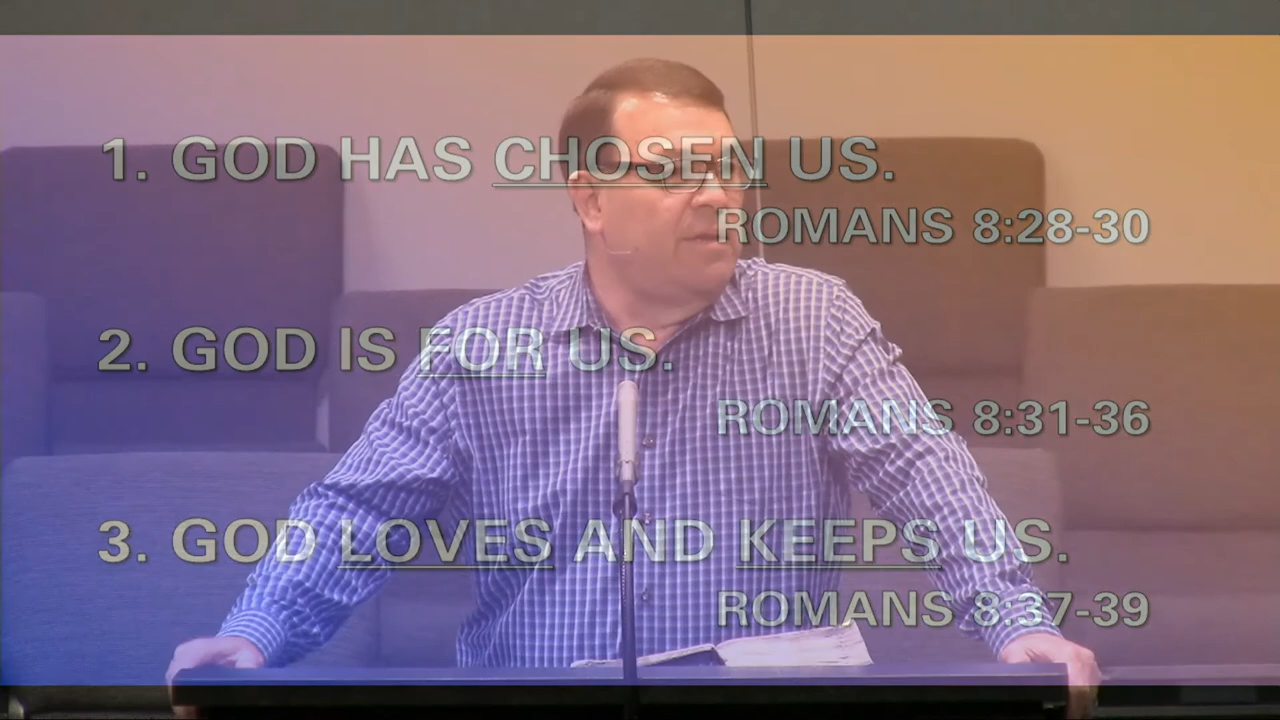 1. GOD HAS CHOSEN US.
ROMANS 8:28-30
2. GOD IS FOR US.
ROMANS 8:31-36
3. GOD LOVES AND KEEPS US.
ROMANS 8:37-39